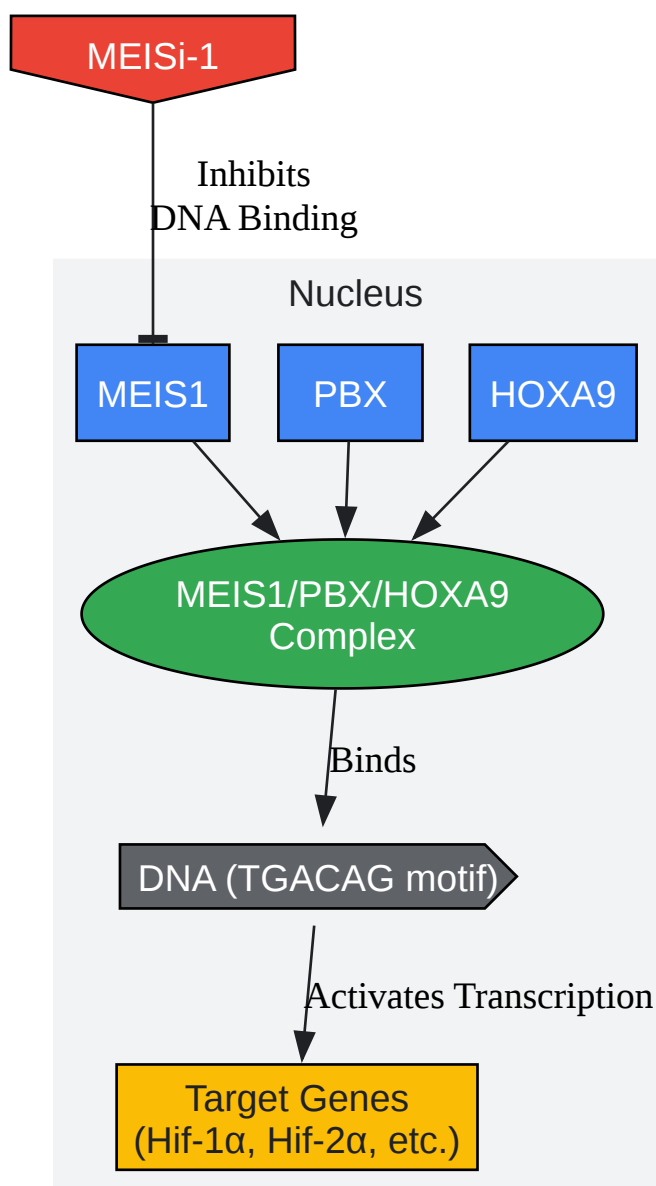 MEISi-1
Inhibits
DNA Binding
Nucleus
MEIS1
PBX
HOXA9
MEIS1/PBX/HOXA9
Complex
Binds
DNA (TGACAG motif)
Activates Transcription
Target Genes
(Hif-1α, Hif-2α, etc.)